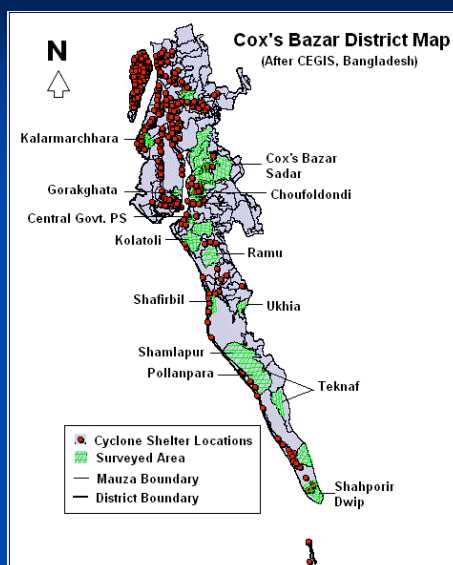 Cox's Bazar District Map
(After CEGIS, Bangladesh)
N
Kalarmarchhara
Cox's Bazar
Sadar
Gorakghata
Choufoldondi
Central Govt. PS
Kolatoli
Ramu
Shafirbil
Ukhia
Shamlapur
Pollanpara
Teknaf
Cyclone Shelter Locations
Surveyed Area
Mauza Boundary
District Boundary
Shahporir
Dwip